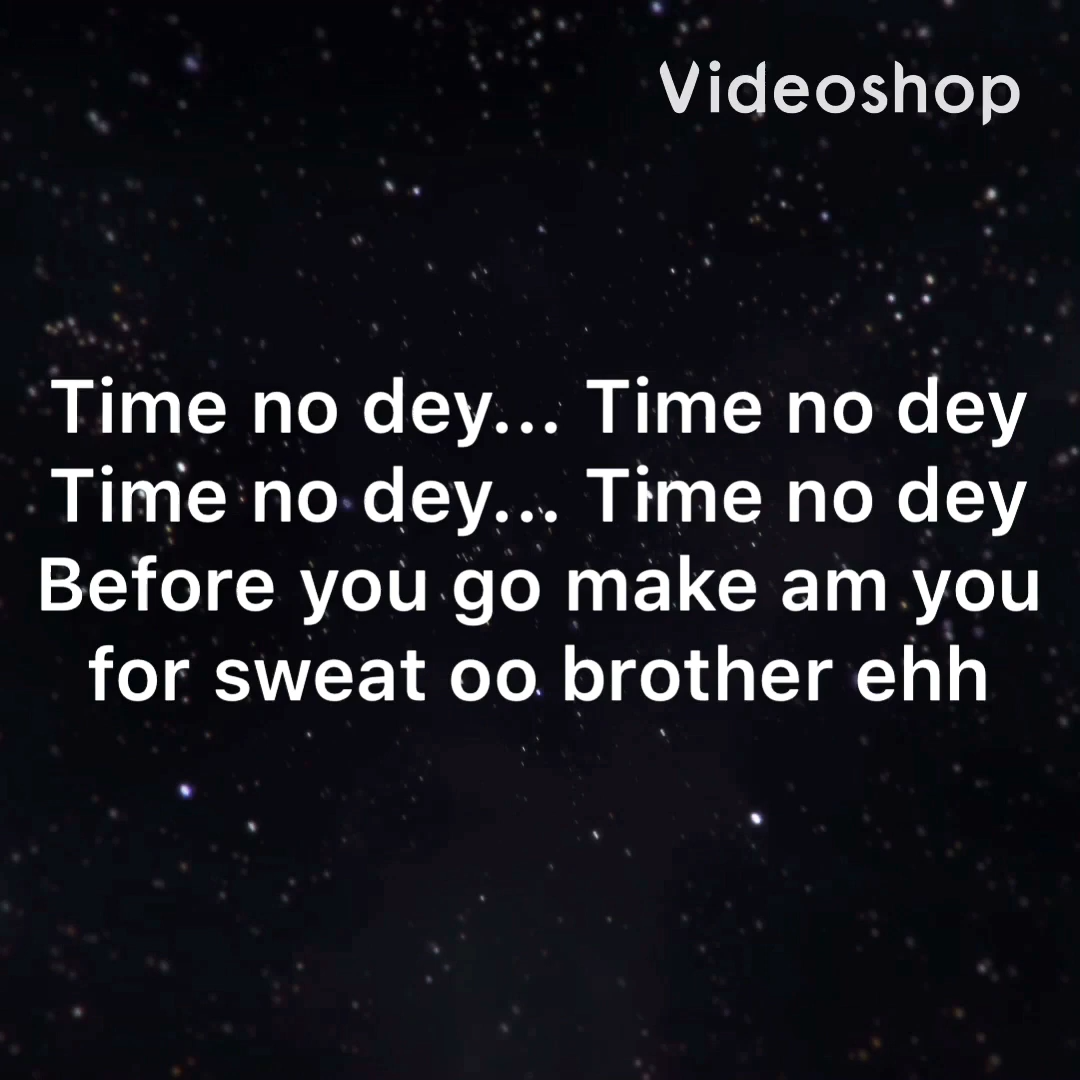 Videoshop
Time no dey... Time no dey
Time no dey... Time no dey
Before you go make am you
for sweat oo brother ehh